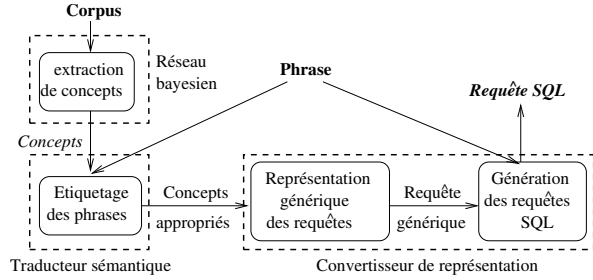 Corpus
extraction
de concepts
Réseau
bayesien
Phrase
Requête SQL
Concepts
Etiquetage
des phrases
Concepts
appropriés
Représentation
générique
des requêtes
Requête
générique
Génération
des requêtes
SQL
Traducteur sémantique
Convertisseur de représentation